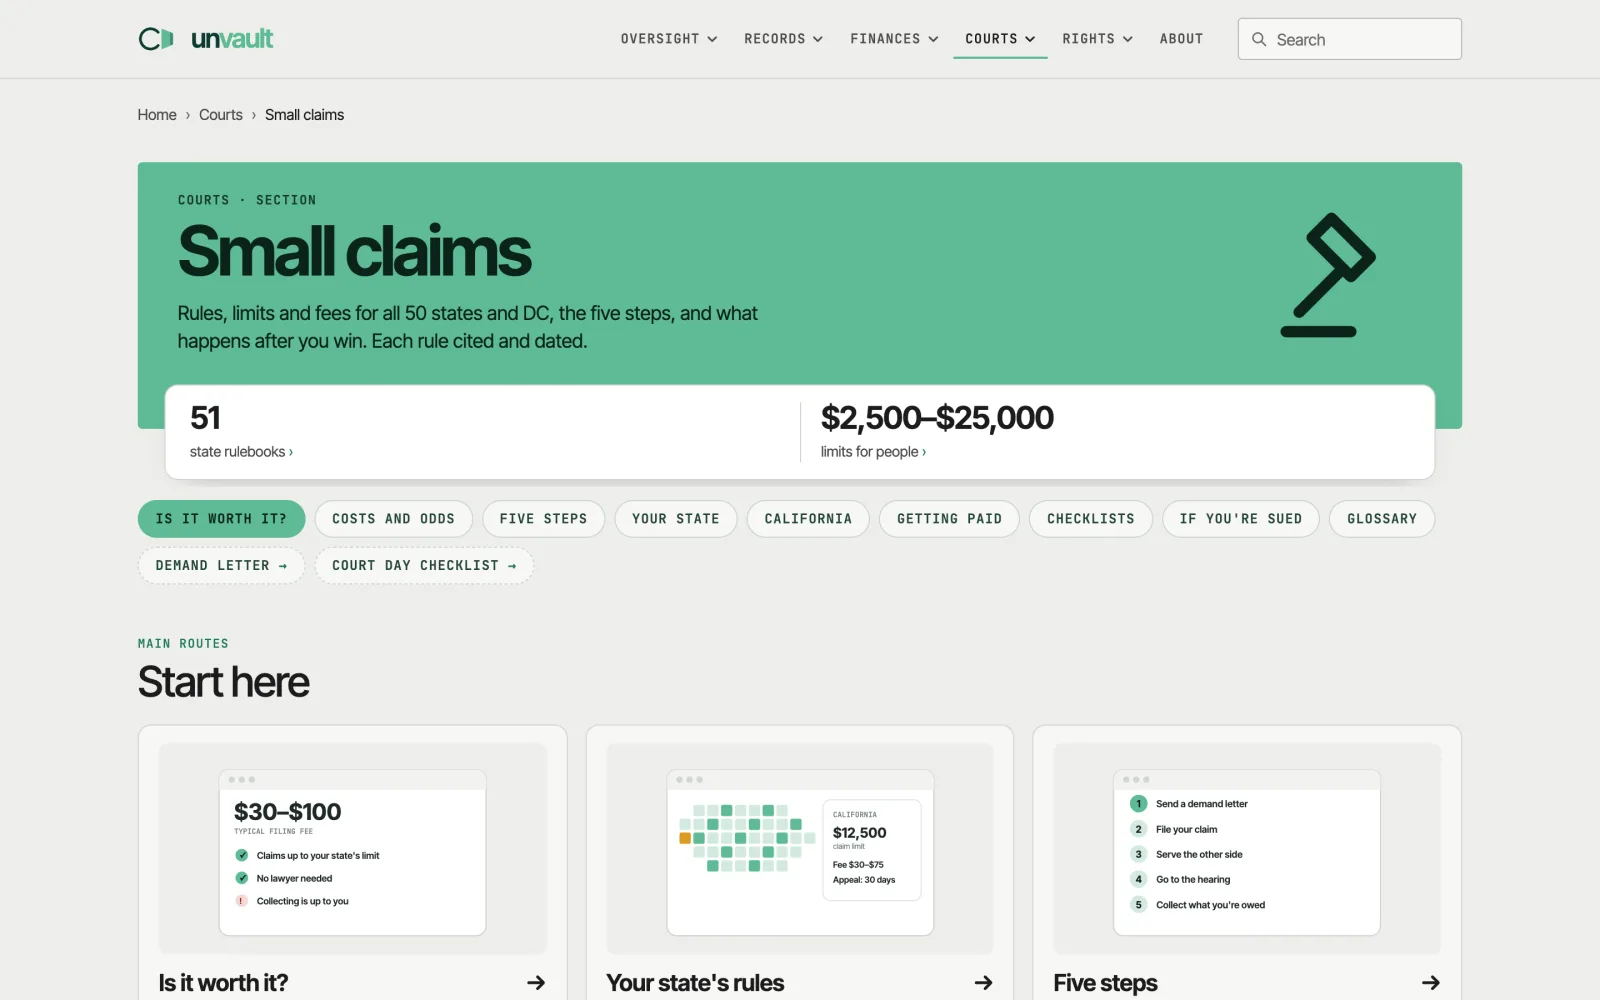 unvault
OVERSIGHT
RECORDS
FINANCES
COURTS
RIGHTS
ABOUT
Search
Home › Courts › Small claims
COURTS · SECTION
Small claims
Rules, limits and fees for all 50 states and DC, the five steps, and what
happens after you win. Each rule cited and dated.
51
state rulebooks ›
$2,500–$25,000
limits for people ›
IS IT WORTH IT?
COSTS AND ODDS
FIVE STEPS
YOUR STATE
CALIFORNIA
GETTING PAID
CHECKLISTS
IF YOU'RE SUED
GLOSSARY
DEMAND LETTER →
COURT DAY CHECKLIST →
MAIN ROUTES
Start here
$30–$100
TYPICAL FILING FEE
Claims up to your state's limit
No lawyer needed
! Collecting is up to you
Is it worth it? →
CALIFORNIA
$12,500
claim limit
Fee $30–$75
Appeal: 30 days
Your state's rules →
1 Send a demand letter
2 File your claim
3 Serve the other side
4 Go to the hearing
5 Collect what you're owed
Five steps →